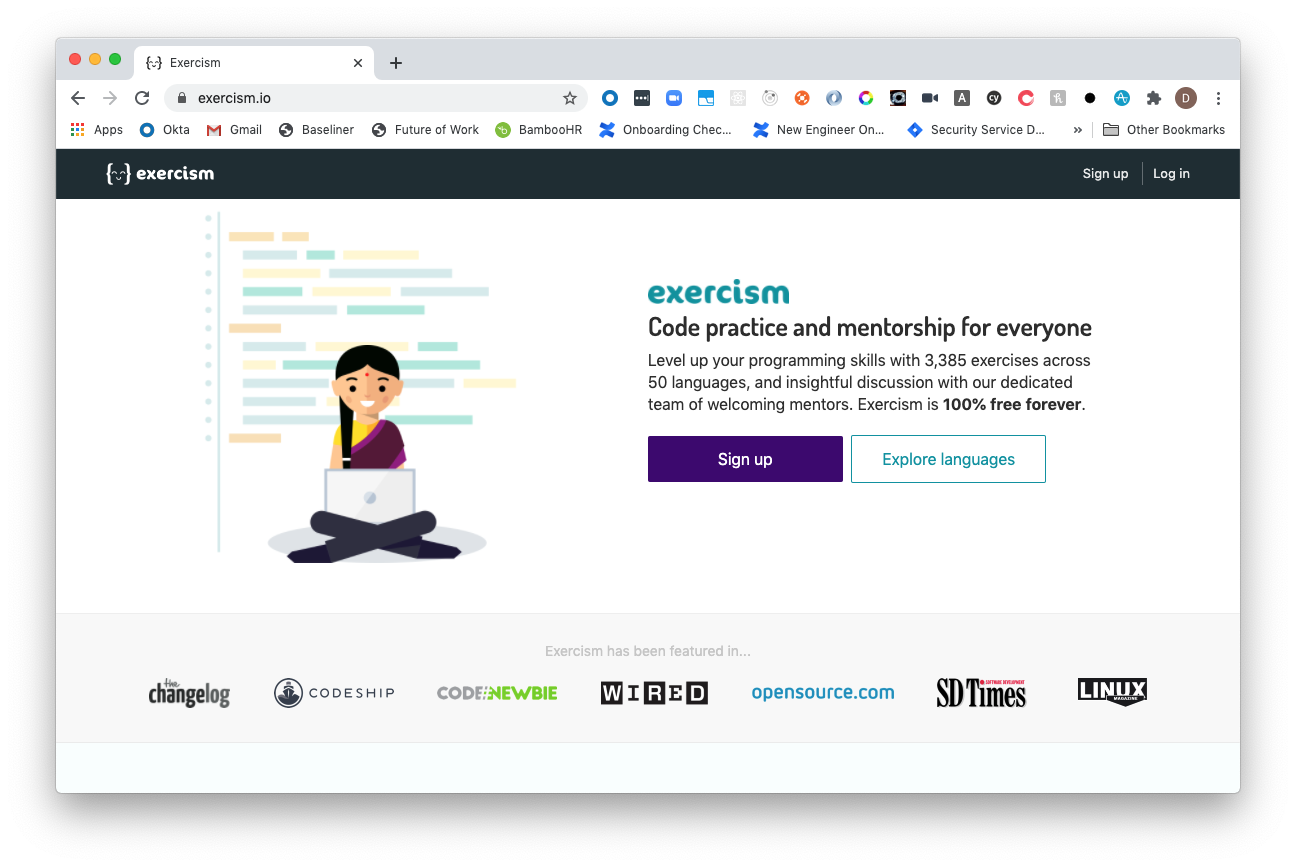 Exercism
exercism.io
D
Apps Okta Gmail Baseliner Future of Work BambooHR Onboarding Chec... New Engineer On... Security Service D... » Other Bookmarks
exercism Sign up Log in
exercism
Code practice and mentorship for everyone
Level up your programming skills with 3,385 exercises across
50 languages, and insightful discussion with our dedicated
team of welcoming mentors. Exercism is 100% free forever.
Sign up Explore languages
Exercism has been featured in...
the changelog CODESHIP CODE NEWBIE WIRED opensource.com SD Times SOFTWARE DEVELOPMENT LINUX MAGAZINE